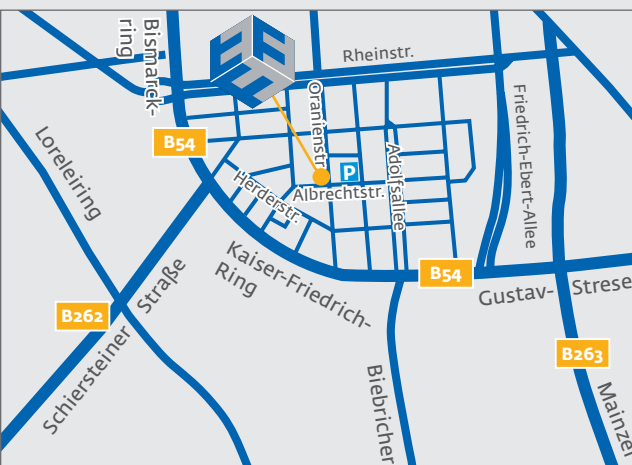 Bismarck-
ring
EEE
Rheinstr.
Oranienstr.
Friedrich-Ebert-Allee
B54
Loreleiring
Adolfsallee
P
Herderstr.
Albrechtstr.
Kaiser-Friedrich-
Ring
B54
Gustav-
Strese
Schiersteiner Straße
B262
B263
Biebricher
Mainzer